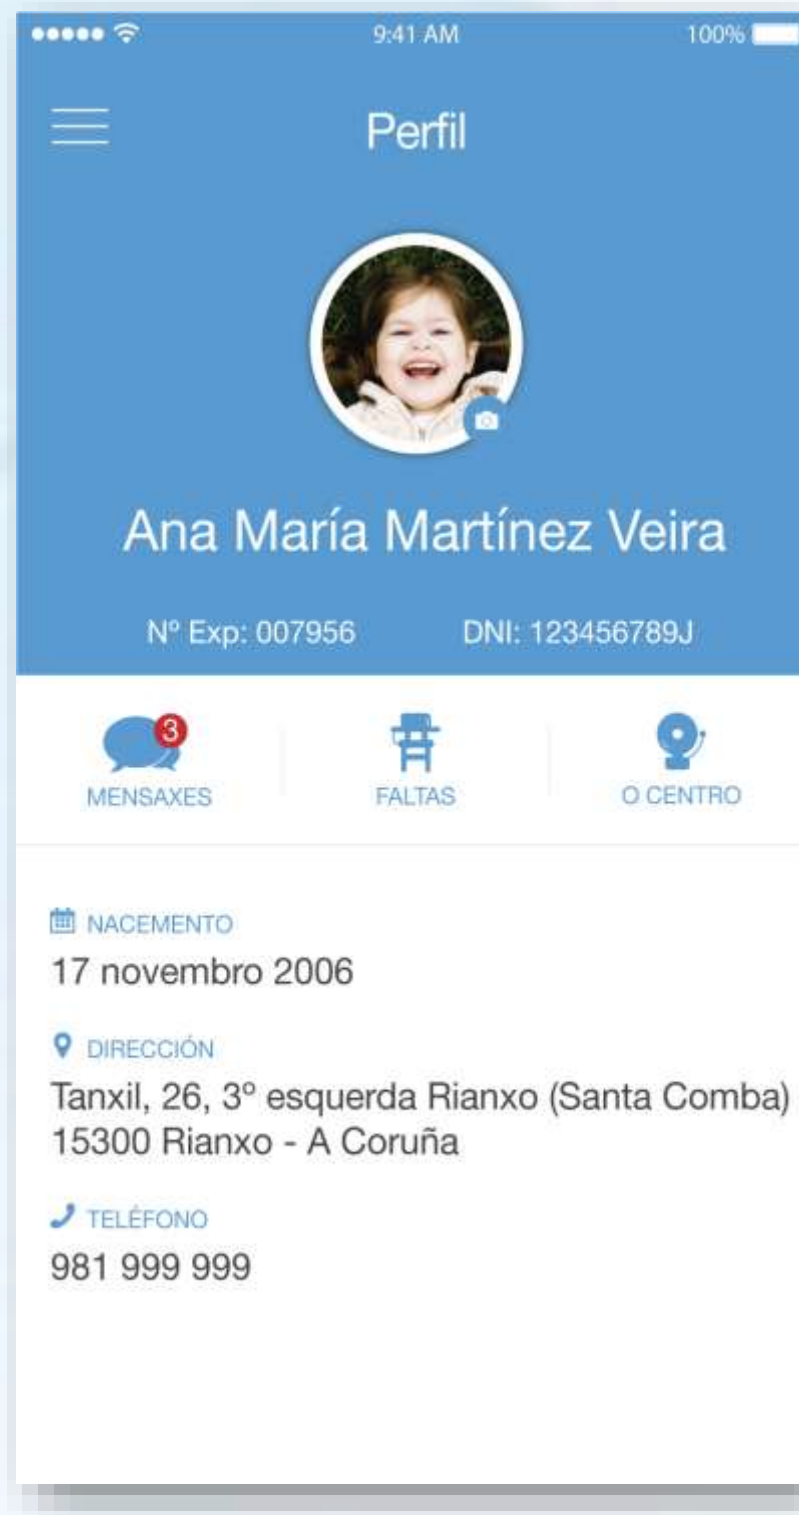 9:41 AM 100%
Perfil
Ana María Martínez Veira
Nº Exp: 007956 DNI: 123456789J
3
MENSAXES FALTAS O CENTRO
NACEMENTO
17 novembro 2006
DIRECCIÓN
Tanxil, 26, 3º esquerda Rianxo (Santa Comba)
15300 Rianxo - A Coruña
TELÉFONO
981 999 999